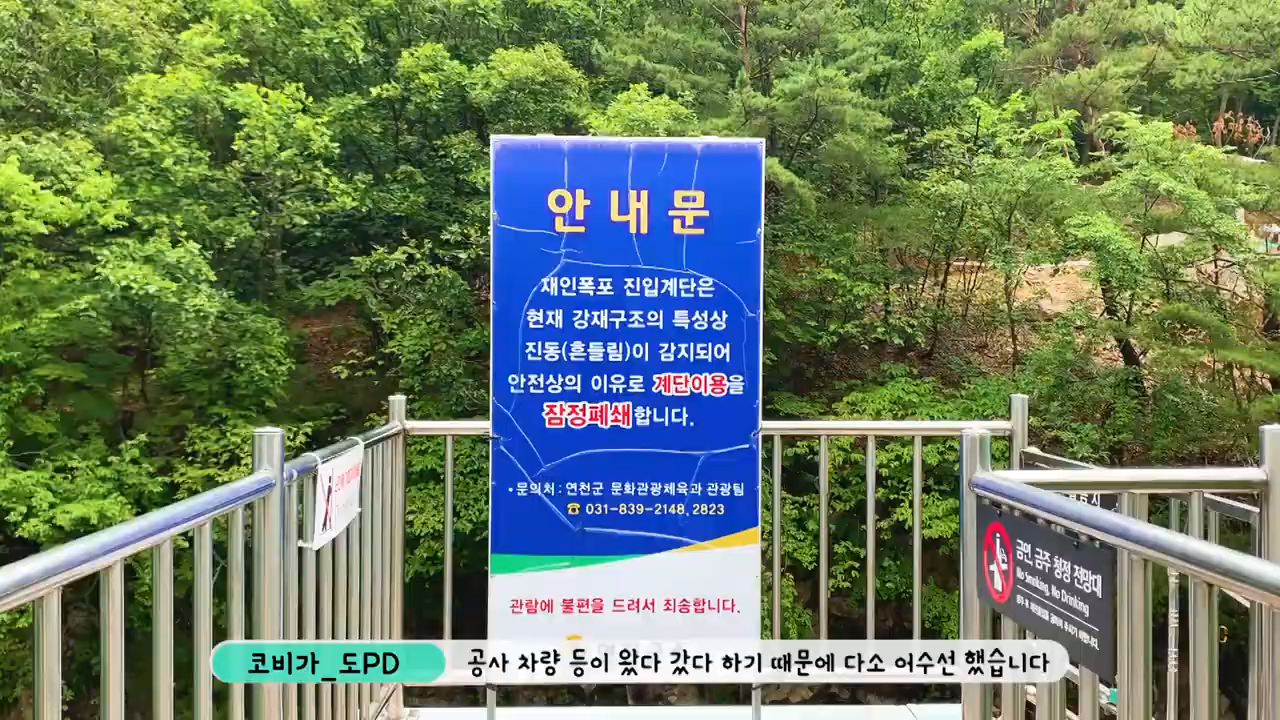 안내문
재인폭포 진입계단은
현재 강재구조의 특성상
진동(흔들림)이 감지되어
안전상의 이유로 계단이용을
잠정폐쇄합니다.
•문의처 : 연천군 문화관광체육과 관광팀
☎ 031-839-2148, 2823
관람에 불편을 드려서 죄송합니다.
금연, 금주 청정 전망대
No Smoking, No Drinking
코비가_도PD
공사 차량 등이 왔다 갔다 하기 때문에 다소 어수선 했습니다